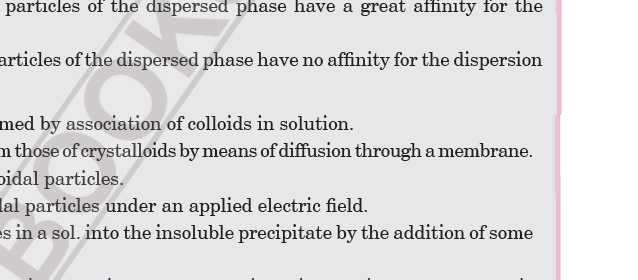 particles of the dispersed phase have a great affinity for the
articles of the dispersed phase have no affinity for the dispersion
med by association of colloids in solution.
m those of crystalloids by means of diffusion through a membrane.
oidal particles.
dal particles under an applied electric field.
es in a sol. into the insoluble precipitate by the addition of some
BOOK